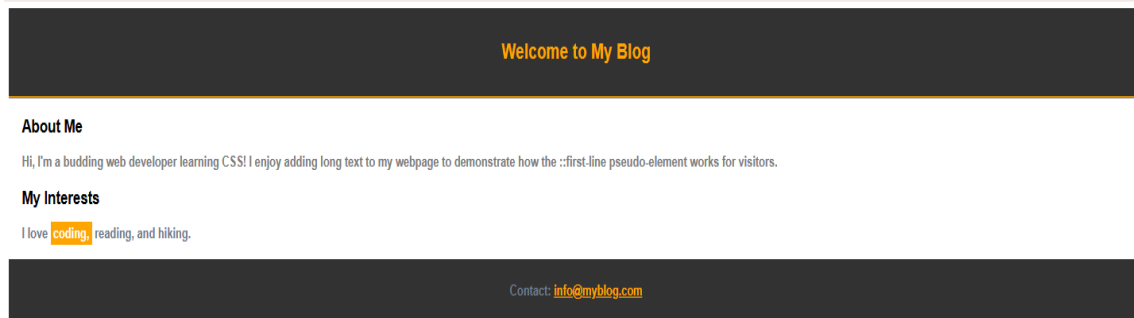 Welcome to My Blog
About Me
Hi, I'm a budding web developer learning CSS! I enjoy adding long text to my webpage to demonstrate how the ::first-line pseudo-element works for visitors.
My Interests
I love coding, reading, and hiking.
Contact: info@myblog.com